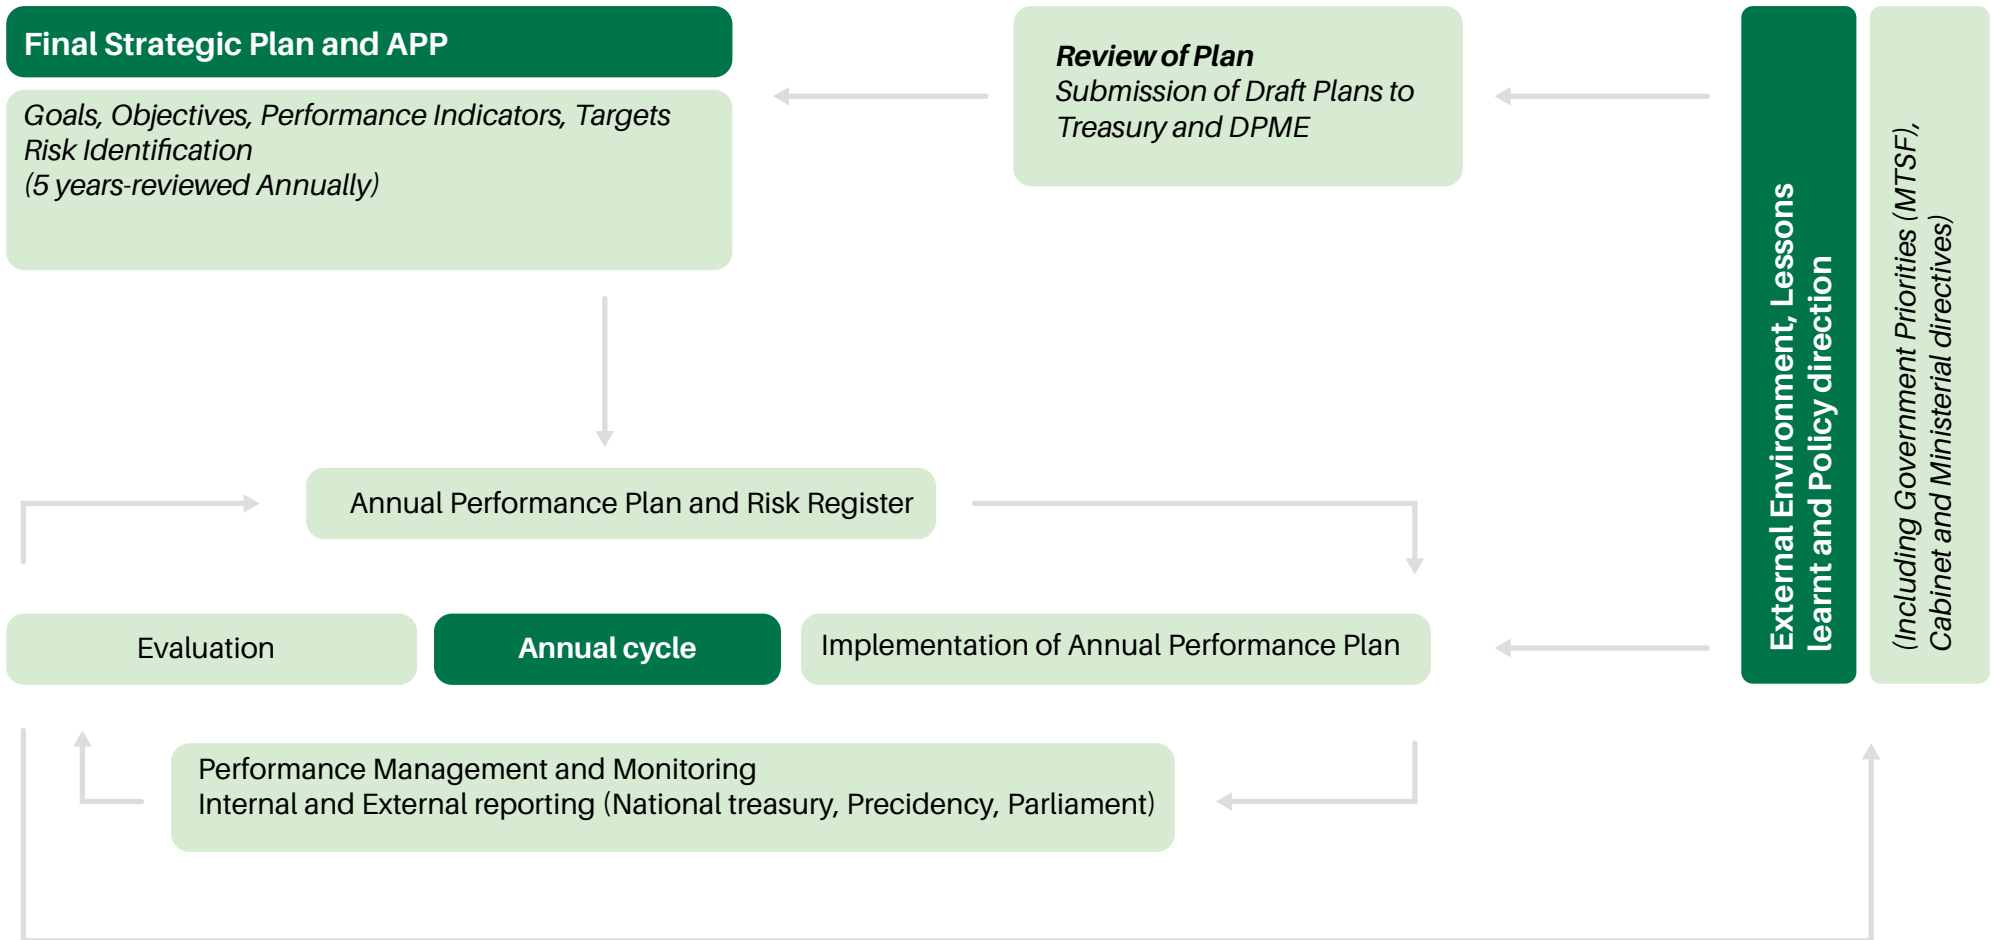 Final Strategic Plan and APP
Goals, Objectives, Performance Indicators, Targets
Risk Identification
(5 years-reviewed Annually)
Review of Plan
Submission of Draft Plans to
Treasury and DPME
External Environment, Lessons
learnt and Policy direction
(Including Government Priorities (MTSF),
Cabinet and Ministerial directives)
Annual Performance Plan and Risk Register
Evaluation
Annual cycle
Implementation of Annual Performance Plan
Performance Management and Monitoring
Internal and External reporting (National treasury, Precidency, Parliament)